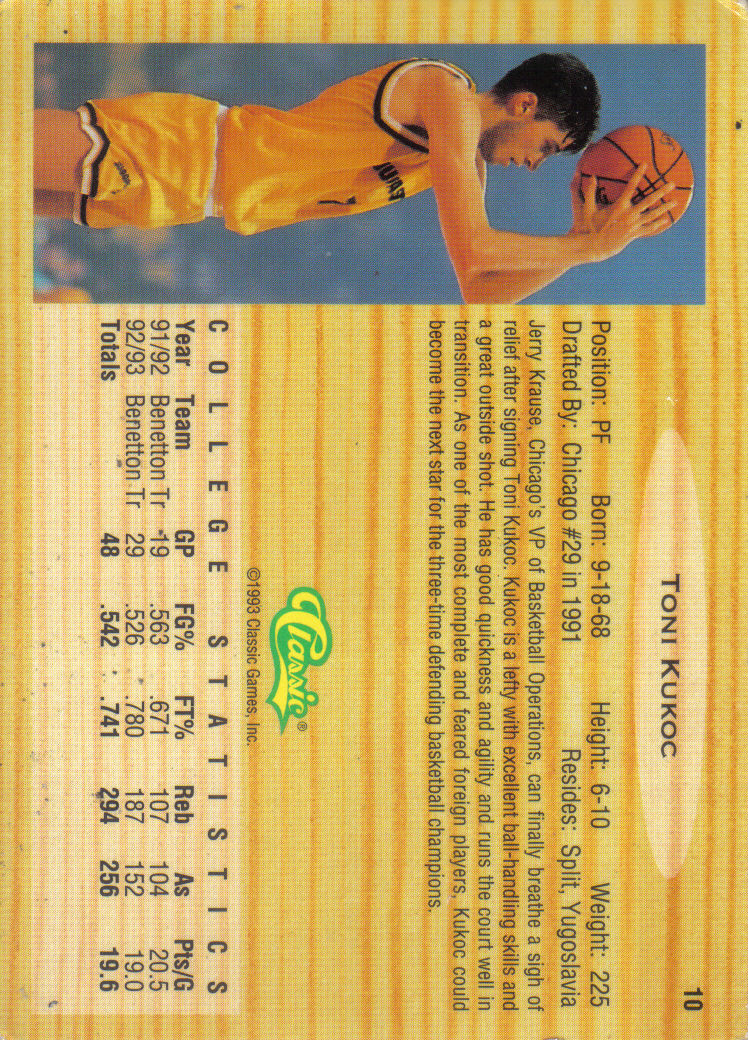 10
TONI KUKOC
Position: PF Born: 9-18-68 Height: 6-10 Weight: 225
Drafted By: Chicago #29 in 1991 Resides: Split, Yugoslavia
Jerry Krause, Chicago's VP of Basketball Operations, can finally breathe a sigh of
relief after signing Toni Kukoc. Kukoc is a lefty with excellent ball-handling skills and
a great outside shot. He has good quickness and agility and runs the court well in
transition. As one of the most complete and feared foreign players, Kukoc could
become the next star for the three-time defending basketball champions.
Classic®
©1993 Classic Games, Inc.
COLLEGE STATISTICS
Year Team GP FG% FT% Reb As Pts/G
91/92 Benetton Tr 19 .563 .671 107 104 20.5
92/93 Benetton Tr 29 .526 .780 187 152 19.0
Totals 48 .542 .741 294 256 19.6